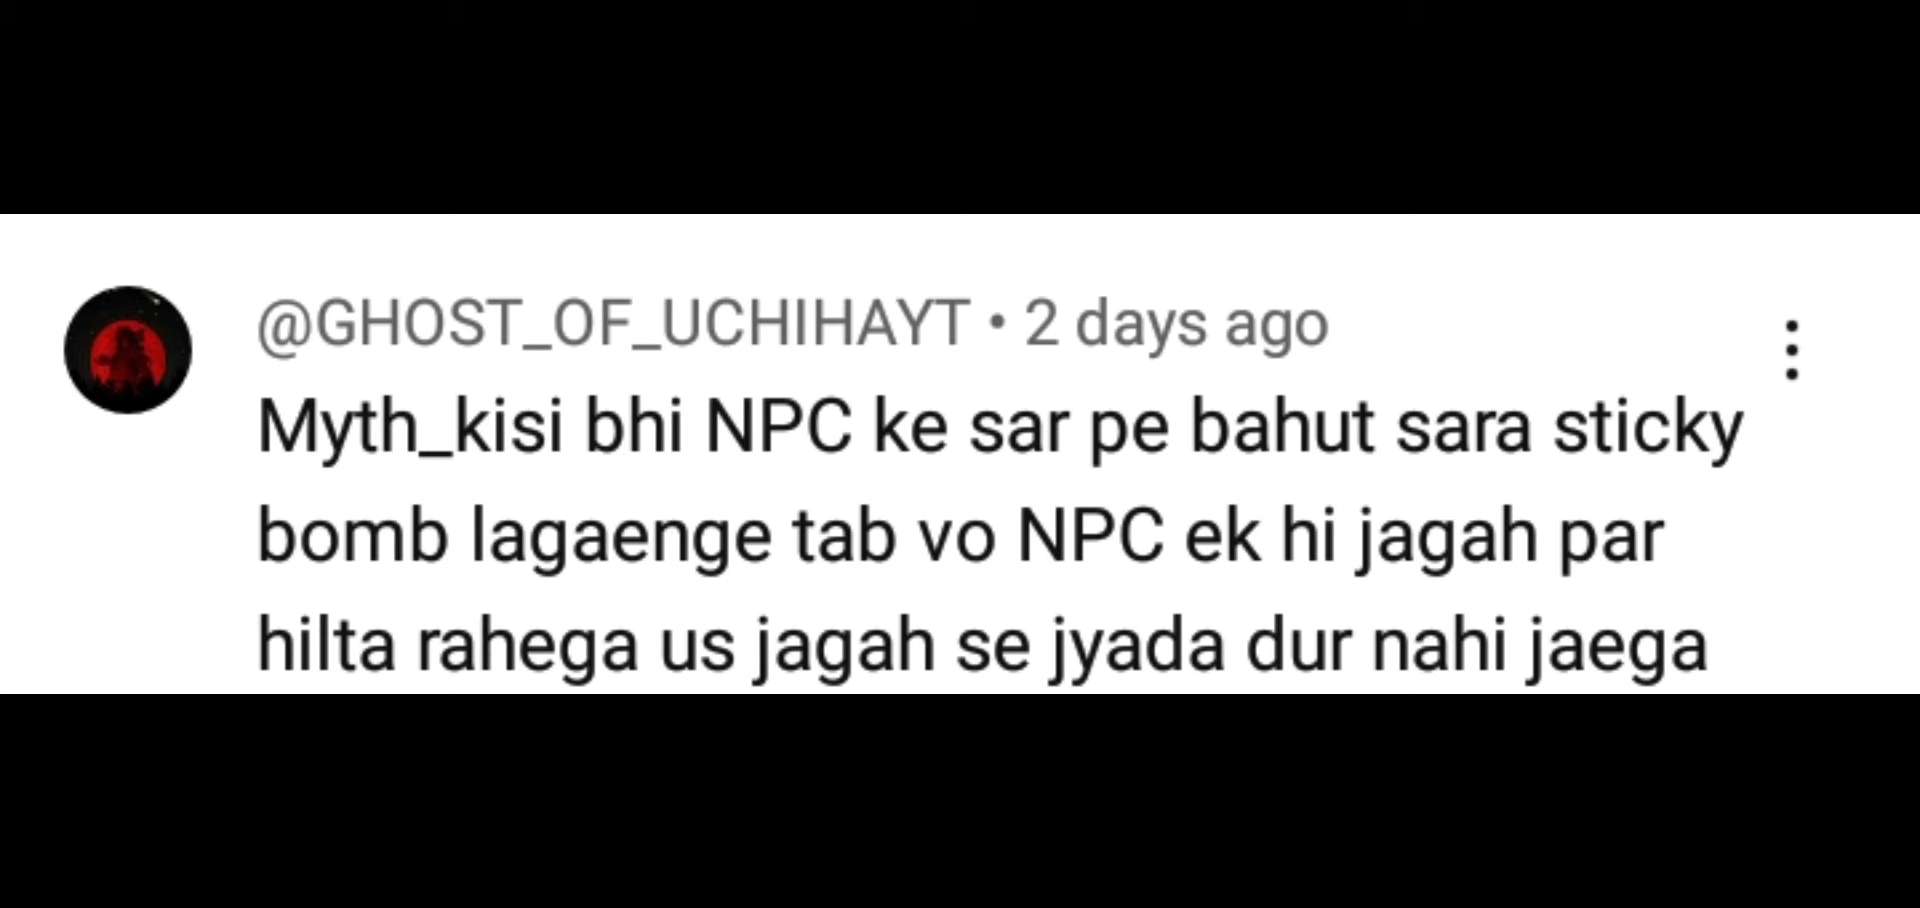 @GHOST_OF_UCHIHAYT • 2 days ago
Myth_kisi bhi NPC ke sar pe bahut sara sticky
bomb lagaenge tab vo NPC ek hi jagah par
hilta rahega us jagah se jyada dur nahi jaega